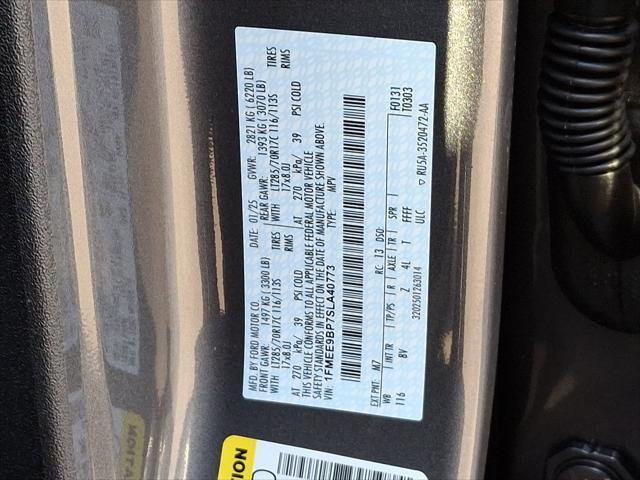 MFD. BY FORD MOTOR CO. DATE: 01/25 GVWR: 2821 KG ( 6220 LB)
FRONT GAWR: 1497 KG (3300 LB) REAR GAWR: 1393 KG (3070 LB)
WITH LT285/70R17C 116/113S TIRES WITH LT285/70R17C 116/113S TIRES
17x8.0J RIMS 17x8.0J RIMS
AT 270 kPa/ 39 PSI COLD AT 270 kPa/ 39 PSI COLD
THIS VEHICLE CONFORMS TO ALL APPLICABLE FEDERAL MOTOR VEHICLE
SAFETY STANDARDS IN EFFECT ON THE DATE OF MANUFACTURE SHOWN ABOVE.
VIN: 1FMEE9BP7SLA40773 TYPE: MPV
F0131
T0303
EXT PNT: M7 RC: 13 DSO:
WB INT TR TP/PS R AXLE TR SPR
116 BV Z 4L T FFFF
ULC
3202501263014 RU5A-3520472-AA